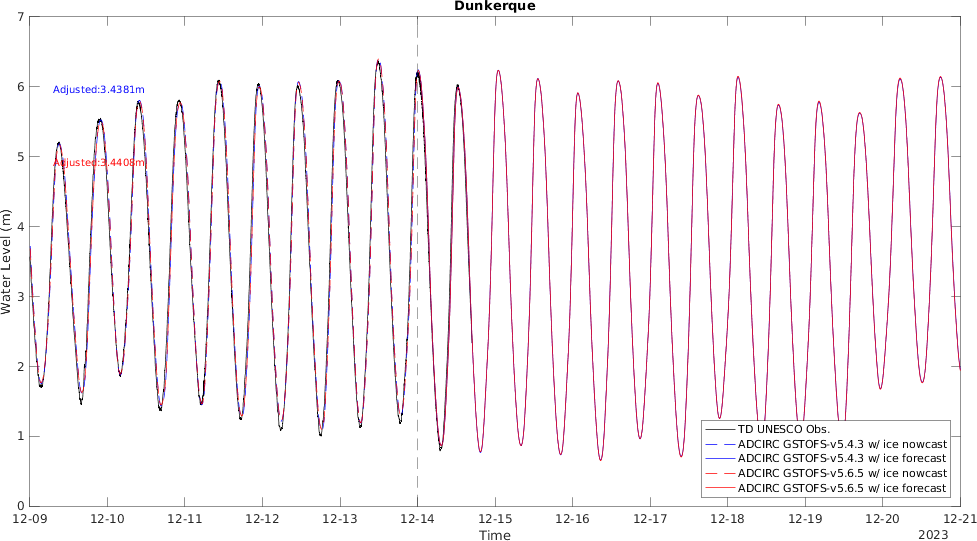 Dunkerque
7
6
5
4
3
2
1
0
Water Level (m)
Adjusted:3.4381m
Adjusted:3.4408m
TD UNESCO Obs.
ADCIRC GSTOFS-v5.4.3 w/ ice nowcast
ADCIRC GSTOFS-v5.4.3 w/ ice forecast
ADCIRC GSTOFS-v5.6.5 w/ ice nowcast
ADCIRC GSTOFS-v5.6.5 w/ ice forecast
12-09 12-10 12-11 12-12 12-13 12-14 12-15 12-16 12-17 12-18 12-19 12-20 12-21
Time
2023